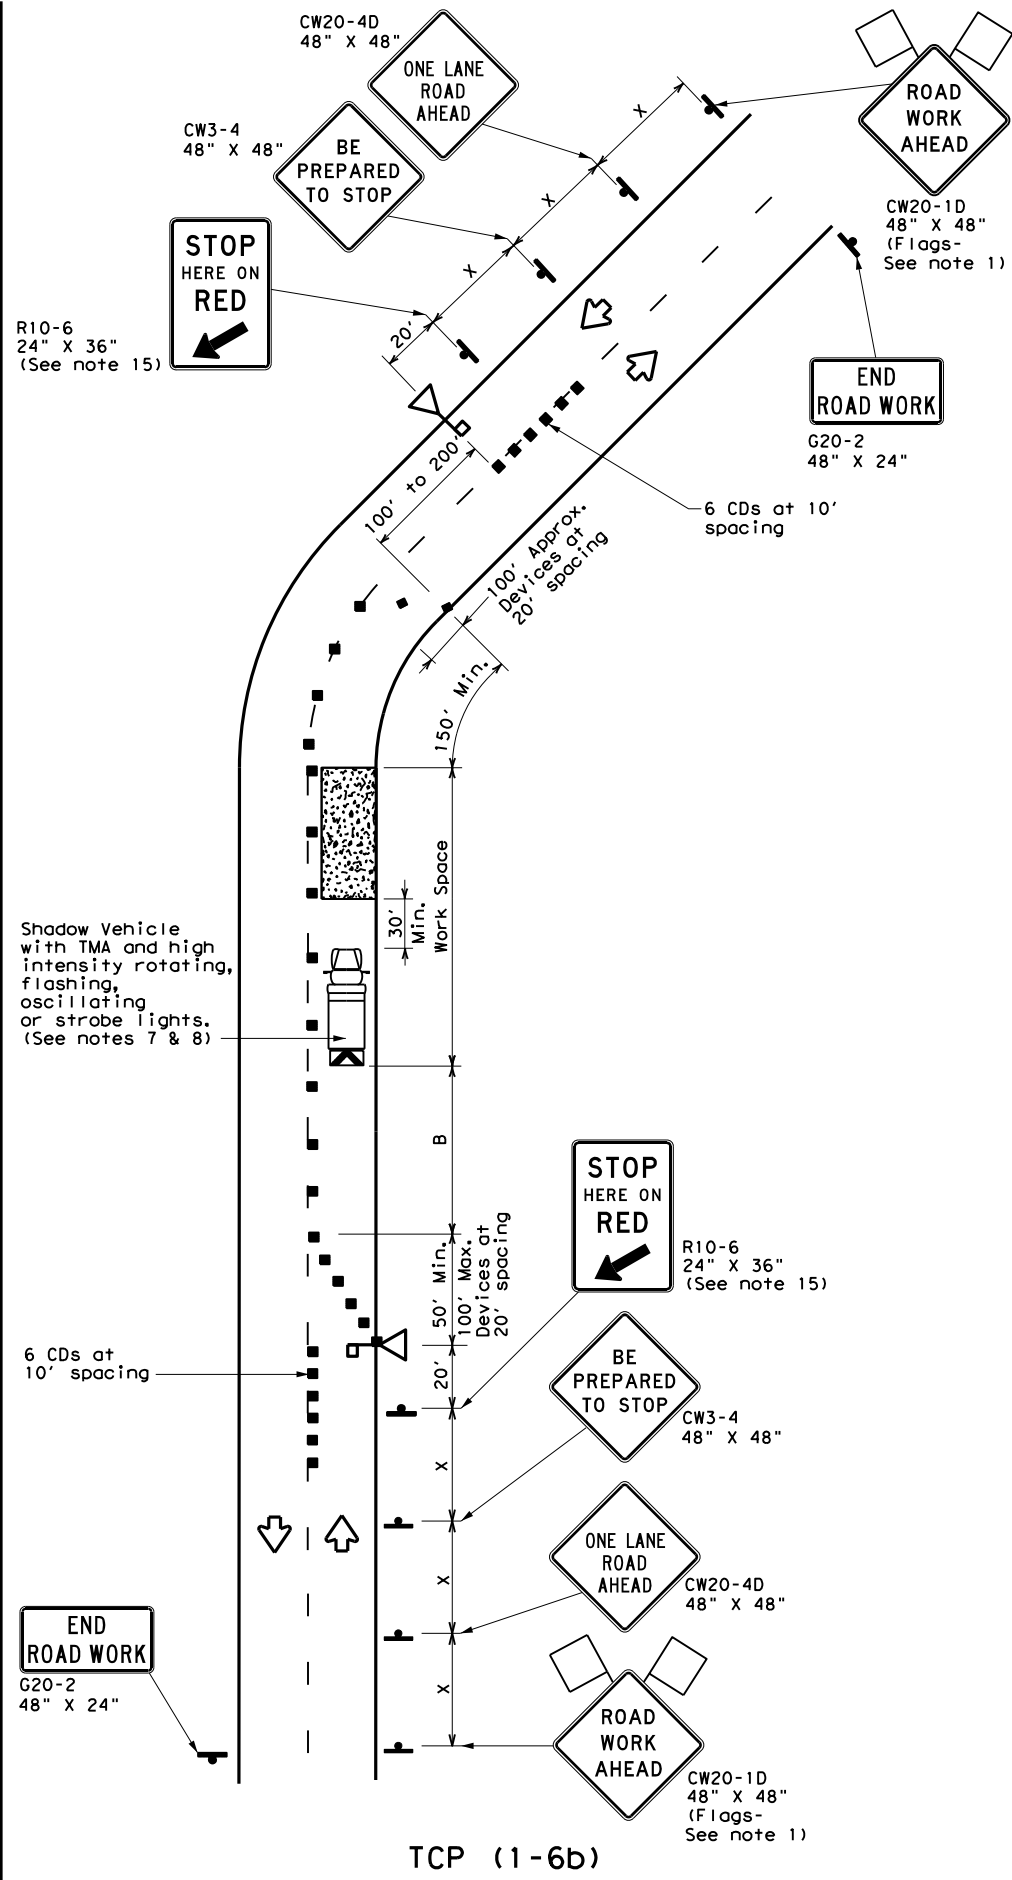 CW20-4D
48" X 48"
ONE LANE
ROAD
AHEAD
ROAD
WORK
AHEAD
CW20-1D
48" X 48"
(Flags-
See note 1)
CW3-4
48" X 48"
BE
PREPARED
TO STOP
X
X
X
20'
STOP
HERE ON
RED
R10-6
24" X 36"
(See note 15)
END
ROAD WORK
G20-2
48" X 24"
100' to 200'
6 CDs at 10'
spacing
100' Approx.
Devices at
20' spacing
150' Min.
Work Space
30'
Min.
Shadow Vehicle
with TMA and high
intensity rotating,
flashing,
oscillating
or strobe lights.
(See notes 7 & 8)
B
50' Min.
100' Max.
Devices at
20' spacing
STOP
HERE ON
RED
R10-6
24" X 36"
(See note 15)
6 CDs at
10' spacing
20'
BE
PREPARED
TO STOP
CW3-4
48" X 48"
X
X
ONE LANE
ROAD
AHEAD
CW20-4D
48" X 48"
END
ROAD WORK
G20-2
48" X 24"
X
ROAD
WORK
AHEAD
CW20-1D
48" X 48"
(Flags-
See note 1)
TCP (1-6b)